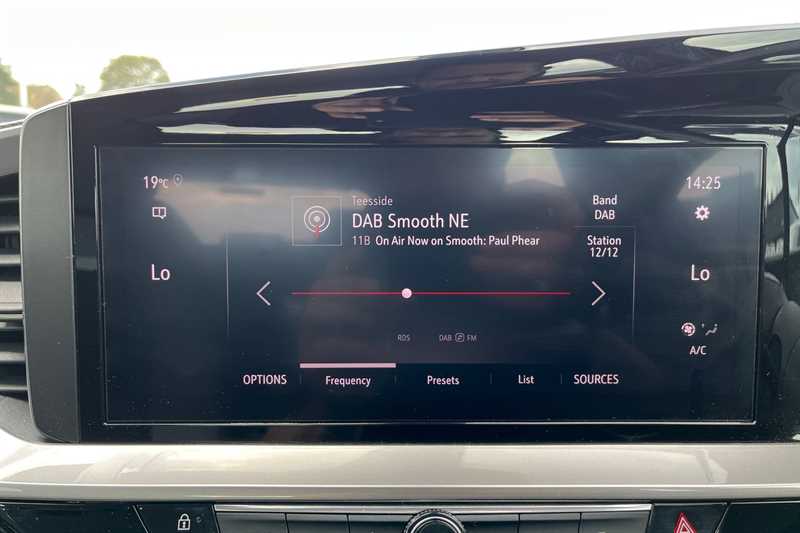 19°C
14:25
Teesside
DAB Smooth NE
11B On Air Now on Smooth: Paul Phear
Band
DAB
Station
12/12
Lo
Lo
RDS
DAB FM
A/C
OPTIONS
Frequency
Presets
List
SOURCES